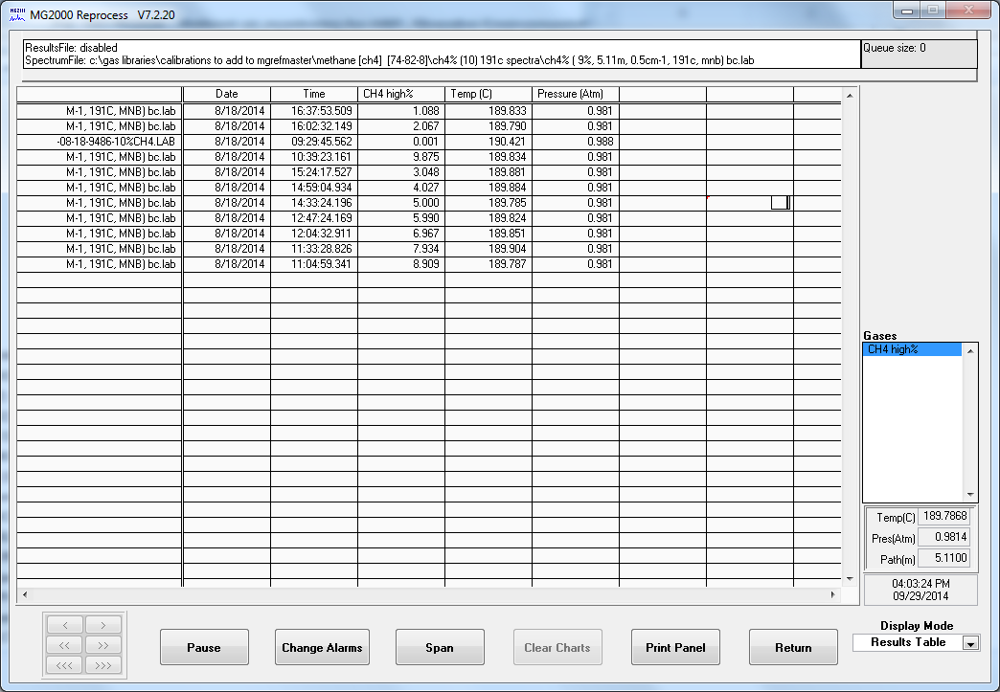 MG2000 Reprocess V7.2.20
ResultsFile: disabled
SpectrumFile: c:\gas libraries\calibrations to add to mgrefmaster\methane [ch4] [74-82-8]\ch4% (10) 191c spectra\ch4% ( 9%, 5.11m, 0.5cm-1, 191c, mnb) bc.lab
Queue size: 0
Date Time CH4 high% Temp (C) Pressure (Atm)
M-1, 191C, MNB) bc.lab 8/18/2014 16:37:53.509 1.088 189.833 0.981
M-1, 191C, MNB) bc.lab 8/18/2014 16:02:32.149 2.067 189.790 0.981
-08-18-9486-10%CH4.LAB 8/18/2014 09:29:45.562 0.001 190.421 0.988
M-1, 191C, MNB) bc.lab 8/18/2014 10:39:23.161 9.875 189.834 0.981
M-1, 191C, MNB) bc.lab 8/18/2014 15:24:17.527 3.048 189.881 0.981
M-1, 191C, MNB) bc.lab 8/18/2014 14:59:04.934 4.027 189.884 0.981
M-1, 191C, MNB) bc.lab 8/18/2014 14:33:24.196 5.000 189.785 0.981
M-1, 191C, MNB) bc.lab 8/18/2014 12:47:24.169 5.990 189.824 0.981
M-1, 191C, MNB) bc.lab 8/18/2014 12:04:32.911 6.967 189.851 0.981
M-1, 191C, MNB) bc.lab 8/18/2014 11:33:28.826 7.934 189.904 0.981
M-1, 191C, MNB) bc.lab 8/18/2014 11:04:59.341 8.909 189.787 0.981
Gases
CH4 high%
Temp(C) 189.7868
Pres(Atm) 0.9814
Path(m) 5.1100
04:03:24 PM
09/29/2014
Display Mode
Results Table
< >
<< >>
<<< >>>
Pause
Change Alarms
Span
Clear Charts
Print Panel
Return